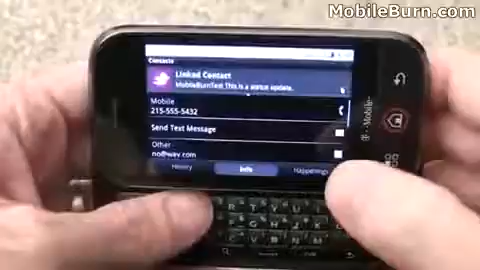 MobileBurn.com
Contacts
Linked Contact
MobileBurnTest This is a status update.
Mobile
215-555-5432
Send Text Message
Other
no@way.com
History Info Happenings
T-Mobile
R T Y U I O P